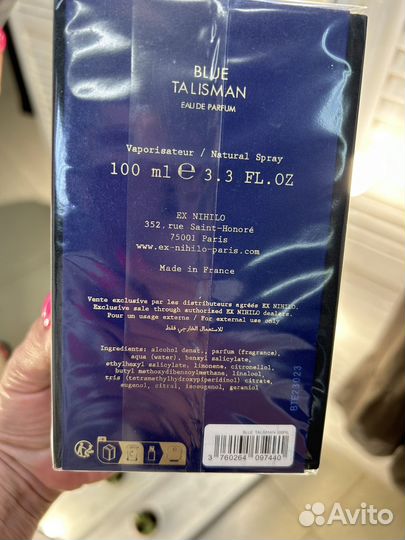 BLUE
TALISMAN
EAU DE PARFUM
Vaporisateur / Natural Spray
100 ml ℮ 3.3 FL.OZ
EX NIHILO
352, rue Saint-Honoré
75001 Paris
www.ex-nihilo-paris.com
Made in France
Vente exclusive par les distributeurs agréés EX NIHILO.
Exclusive sale through authorized EX NIHILO dealers.
Pour un usage externe / For external use only
للاستعمال الخارجي فقط
Ingredients: alcohol denat., parfum (fragrance),
aqua (water), benzyl salicylate,
ethylhexyl salicylate, limonene, citronellol,
butyl methoxydibenzoylmethane, linalool,
tris (tetramethylhydroxypiperidinol) citrate,
eugenol, citral, isoeugenol, geraniol
BTE23023
BLUE TALISMAN 100ML
3 760264 097440
Avito